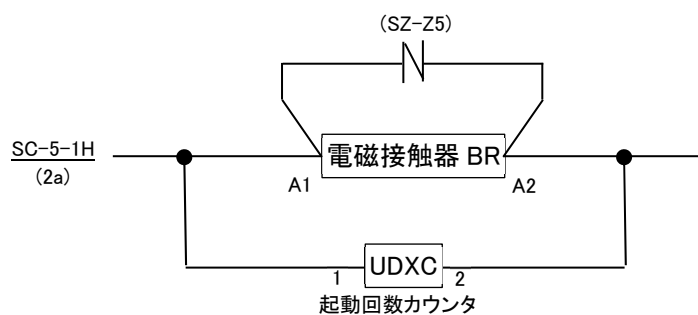 (SZ-Z5)
SC-5-1H
(2a)
電磁接触器 BR
A1
A2
1
UDXC
2
起動回数カウンタ